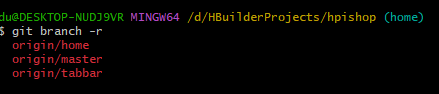 du@DESKTOP-NUDJ9VR MINGW64 /d/HBuilderProjects/hpishop (home)
$ git branch -r
  origin/home
  origin/master
  origin/tabbar